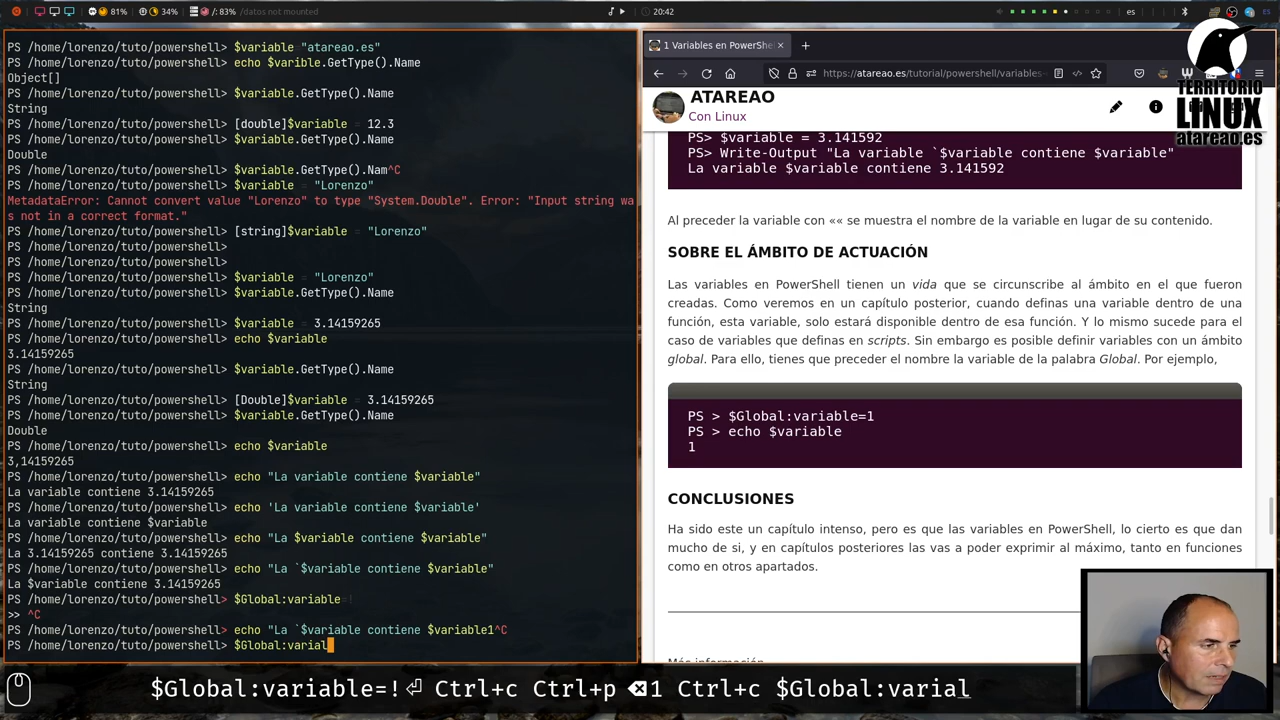 81% 34% /: 83% /datos not mounted 20:42 es ES
PS /home/lorenzo/tuto/powershell> $variable "atareao.es"
PS /home/lorenzo/tuto/powershell> echo $varible.GetType().Name
Object[]
PS /home/lorenzo/tuto/powershell> $variable.GetType().Name
String
PS /home/lorenzo/tuto/powershell> [double]$variable = 12.3
PS /home/lorenzo/tuto/powershell> $variable.GetType().Name
Double
PS /home/lorenzo/tuto/powershell> $variable.GetType().Nam^C
PS /home/lorenzo/tuto/powershell> $variable = "Lorenzo"
MetadataError: Cannot convert value "Lorenzo" to type "System.Double". Error: "Input string wa
s not in a correct format."
PS /home/lorenzo/tuto/powershell> [string]$variable = "Lorenzo"
PS /home/lorenzo/tuto/powershell>
PS /home/lorenzo/tuto/powershell>
PS /home/lorenzo/tuto/powershell> $variable = "Lorenzo"
PS /home/lorenzo/tuto/powershell> $variable.GetType().Name
String
PS /home/lorenzo/tuto/powershell> $variable = 3.14159265
PS /home/lorenzo/tuto/powershell> echo $variable
3.14159265
PS /home/lorenzo/tuto/powershell> $variable.GetType().Name
String
PS /home/lorenzo/tuto/powershell> [Double]$variable = 3.14159265
PS /home/lorenzo/tuto/powershell> $variable.GetType().Name
Double
PS /home/lorenzo/tuto/powershell> echo $variable
3,14159265
PS /home/lorenzo/tuto/powershell> echo "La variable contiene $variable"
La variable contiene 3.14159265
PS /home/lorenzo/tuto/powershell> echo 'La variable contiene $variable'
La variable contiene $variable
PS /home/lorenzo/tuto/powershell> echo "La $variable contiene $variable"
La 3.14159265 contiene 3.14159265
PS /home/lorenzo/tuto/powershell> echo "La `$variable contiene $variable"
La $variable contiene 3.14159265
PS /home/lorenzo/tuto/powershell> $Global:variable=!
>> ^C
PS /home/lorenzo/tuto/powershell> echo "La `$variable contiene $variable1^C
PS /home/lorenzo/tuto/powershell> $Global:varial
1 Variables en PowerShe
https://atareao.es/tutorial/powershell/variables-
TERRITORIO
LINUX
atareao.es
ATAREAO
Con Linux
PS> $variable = 3.141592
PS> Write-Output "La variable `$variable contiene $variable"
La variable $variable contiene 3.141592
Al preceder la variable con «« se muestra el nombre de la variable en lugar de su contenido.
SOBRE EL ÁMBITO DE ACTUACIÓN
Las variables en PowerShell tienen un vida que se circunscribe al ámbito en el que fueron
creadas. Como veremos en un capítulo posterior, cuando definas una variable dentro de una
función, esta variable, solo estará disponible dentro de esa función. Y lo mismo sucede para el
caso de variables que definas en scripts. Sin embargo es posible definir variables con un ámbito
global. Para ello, tienes que preceder el nombre la variable de la palabra Global. Por ejemplo,
PS > $Global:variable=1
PS > echo $variable
1
CONCLUSIONES
Ha sido este un capítulo intenso, pero es que las variables en PowerShell, lo cierto es que dan
mucho de si, y en capítulos posteriores las vas a poder exprimir al máximo, tanto en funciones
como en otros apartados.
Más información
$Global:variable=!⏎ Ctrl+c Ctrl+p ⌫1 Ctrl+c $Global:varial